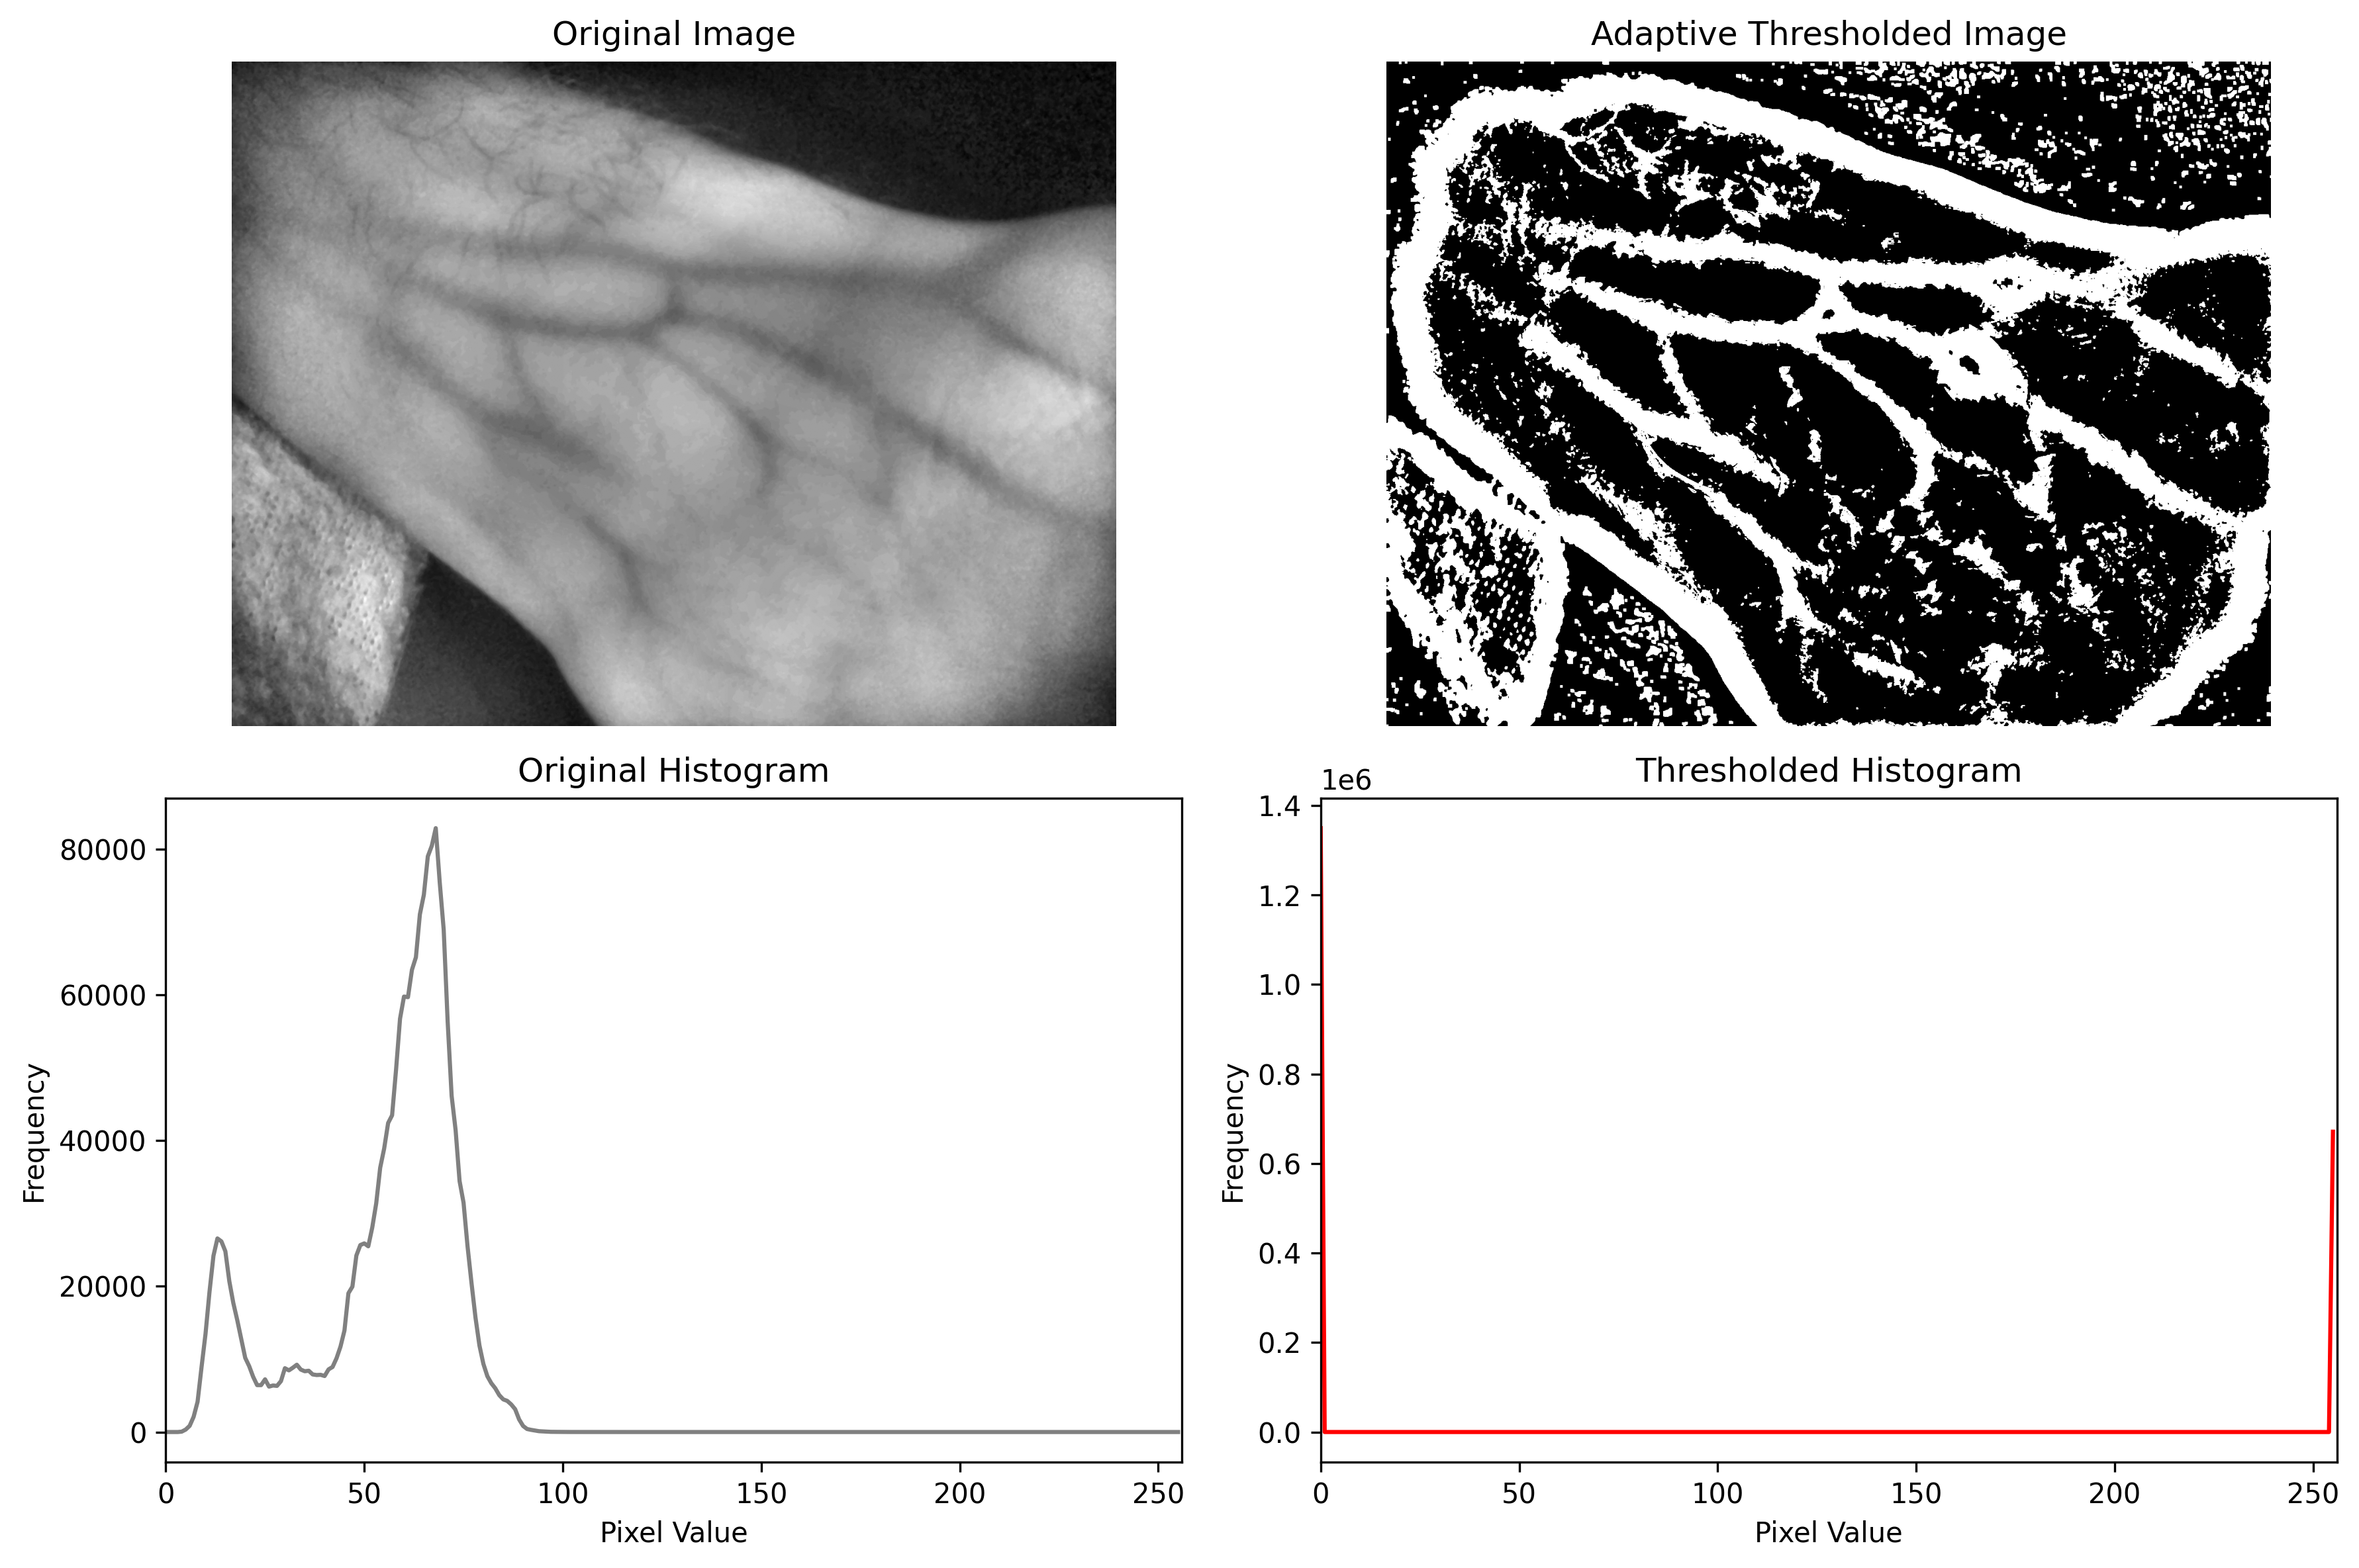 Original Image
Adaptive Thresholded Image
Original Histogram
Thresholded Histogram
1e6
80000
60000
40000
20000
0
Frequency
0 50 100 150 200 250
Pixel Value
1.4
1.2
1.0
0.8
0.6
0.4
0.2
0.0
Frequency
0 50 100 150 200 250
Pixel Value